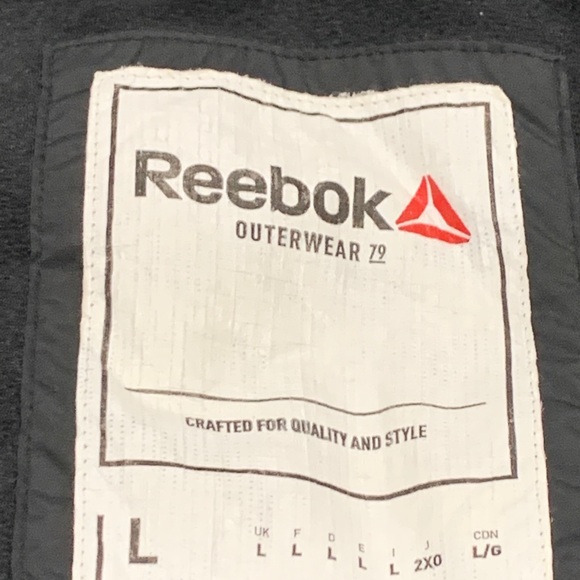 Reebok
OUTERWEAR 79
CRAFTED FOR QUALITY AND STYLE
L UK F D E I J CDN
L L L L L 2XO L/G